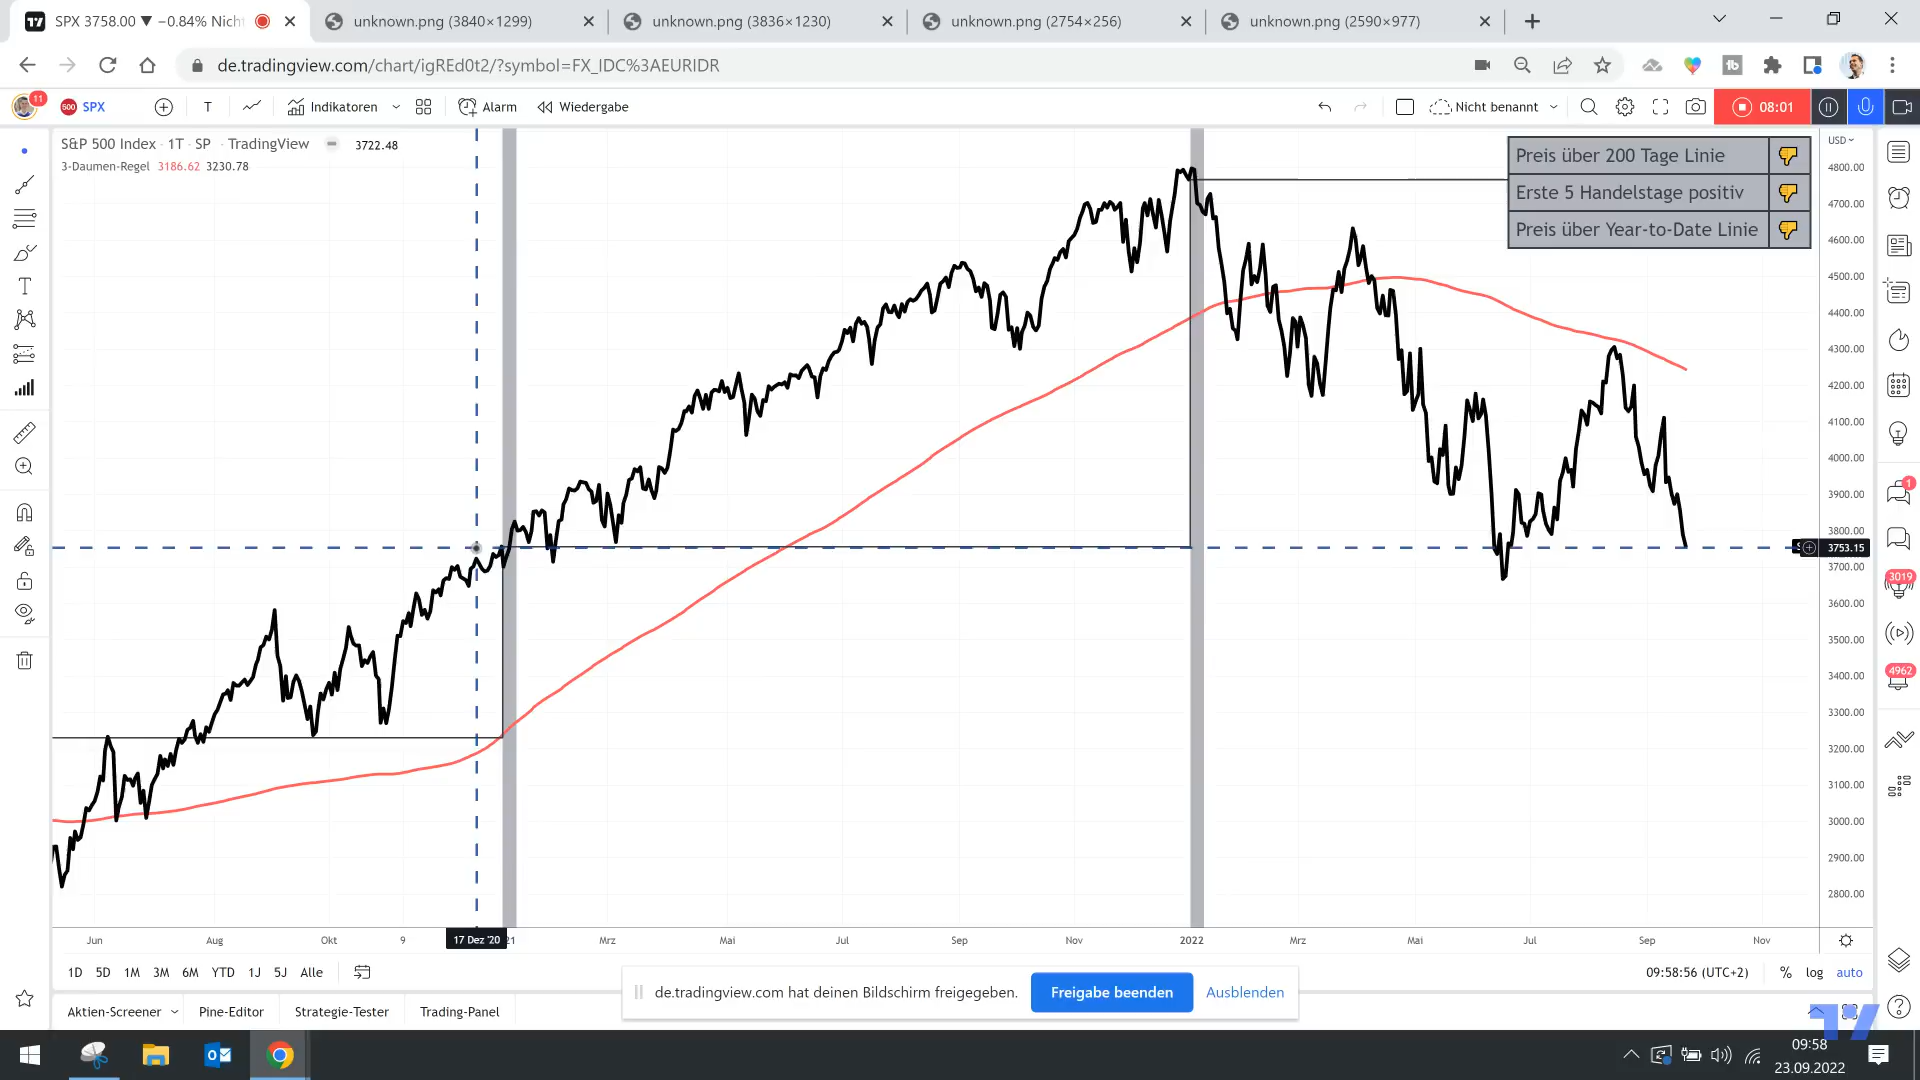 SPX 3758.00 ▼ −0.84% Nicht
unknown.png (3840×1299)
unknown.png (3836×1230)
unknown.png (2754×256)
unknown.png (2590×977)
de.tradingview.com/chart/igREd0t2/?symbol=FX_IDC%3AEURIDR
11
500 SPX
T
Indikatoren
Alarm
Wiedergabe
Nicht benannt
08:01
S&P 500 Index · 1T · SP · TradingView
3722.48
3-Daumen-Regel 3186.62 3230.78
Preis über 200 Tage Linie
Erste 5 Handelstage positiv
Preis über Year-to-Date Linie
USD
4800.00
4700.00
4600.00
4500.00
4400.00
4300.00
4200.00
4100.00
4000.00
3900.00
3800.00
3753.15
3700.00
3600.00
3500.00
3400.00
3300.00
3200.00
3100.00
3000.00
2900.00
2800.00
1
3019
4962
Jun
Aug
Okt
9
17 Dez '20
21
Mrz
Mai
Jul
Sep
Nov
2022
Mrz
Mai
Jul
Sep
Nov
1D 5D 1M 3M 6M YTD 1J 5J Alle
09:58:56 (UTC+2)
% log auto
de.tradingview.com hat deinen Bildschirm freigegeben.
Freigabe beenden
Ausblenden
Aktien-Screener
Pine-Editor
Strategie-Tester
Trading-Panel
09:58
23.09.2022